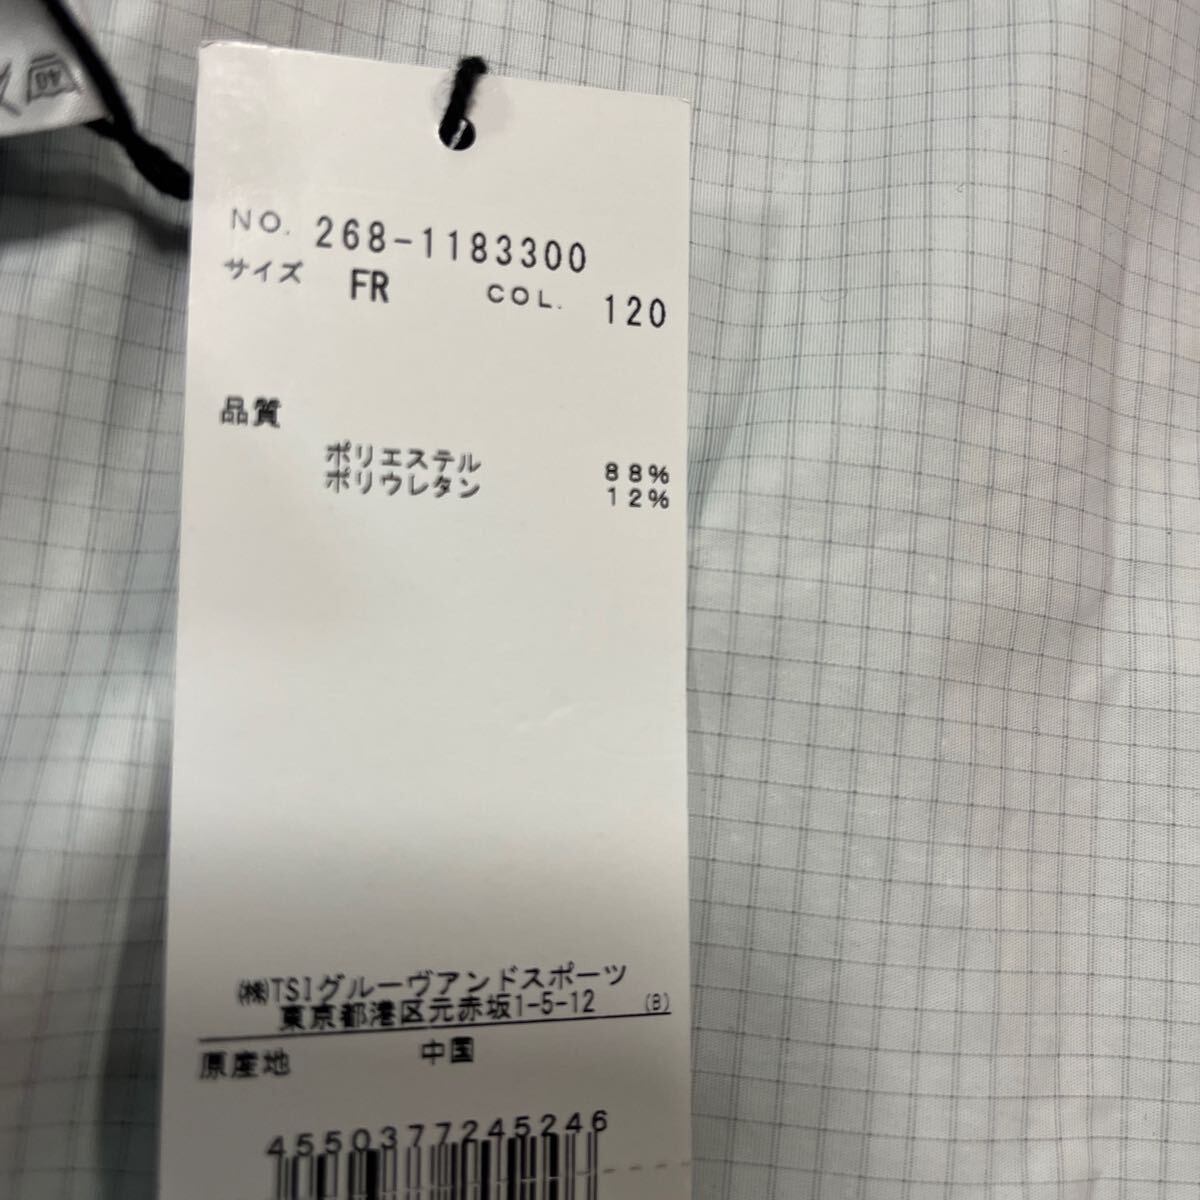 NO. 268-1183300
サイズ FR COL. 120
品質
ポリエステル 88%
ポリウレタン 12%
㈱TSIグルーヴアンドスポーツ
東京都港区元赤坂1-5-12 (B)
原産地 中国
4550377245246